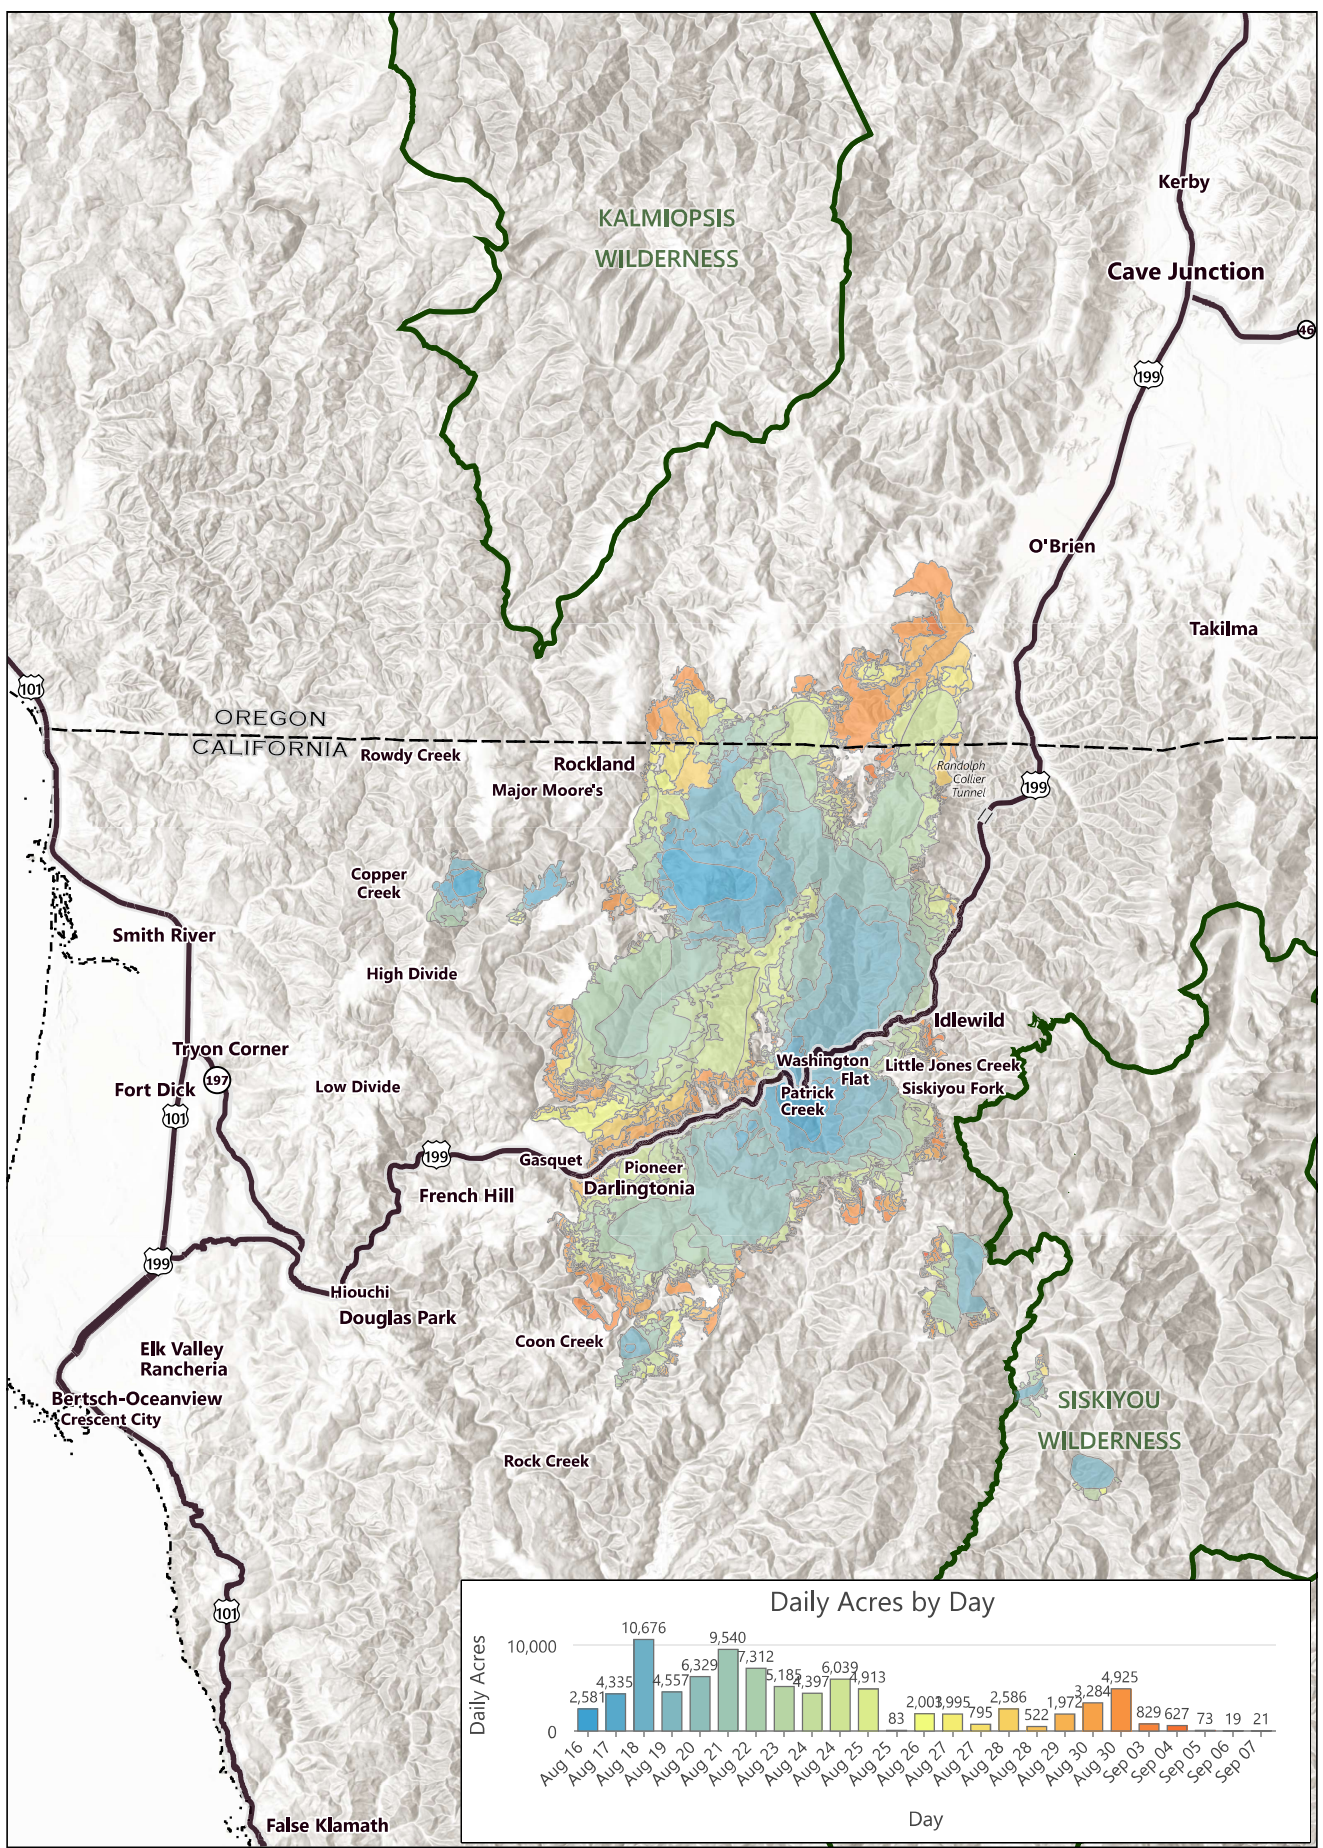 Kerby
KALMIOPSIS
WILDERNESS
Cave Junction
46
199
O'Brien
Takilma
101
OREGON
CALIFORNIA
Rowdy Creek
Rockland
Major Moore's
Randolph
Collier
Tunnel
199
Copper
Creek
Smith River
High Divide
Idlewild
Tryon Corner
Washington
Flat
Little Jones Creek
Siskiyou Fork
Fort Dick
197
Low Divide
Patrick
Creek
101
199
Gasquet
Pioneer
Darlingtonia
French Hill
199
Hiouchi
Douglas Park
Coon Creek
Elk Valley
Rancheria
Bertsch-Oceanview
Crescent City
SISKIYOU
WILDERNESS
Rock Creek
101
False Klamath
Daily Acres by Day
Daily Acres
10,000
0
2,581
4,335
10,676
4,557
6,329
9,540
7,312
5,185
4,397
6,039
4,913
83
2,003
1,995
795
2,586
522
1,972
3,284
4,925
829
627
73
19
21
Aug 16
Aug 17
Aug 18
Aug 19
Aug 20
Aug 21
Aug 22
Aug 23
Aug 24
Aug 24
Aug 25
Aug 25
Aug 26
Aug 27
Aug 27
Aug 28
Aug 28
Aug 29
Aug 30
Aug 30
Sep 03
Sep 04
Sep 05
Sep 06
Sep 07
Day